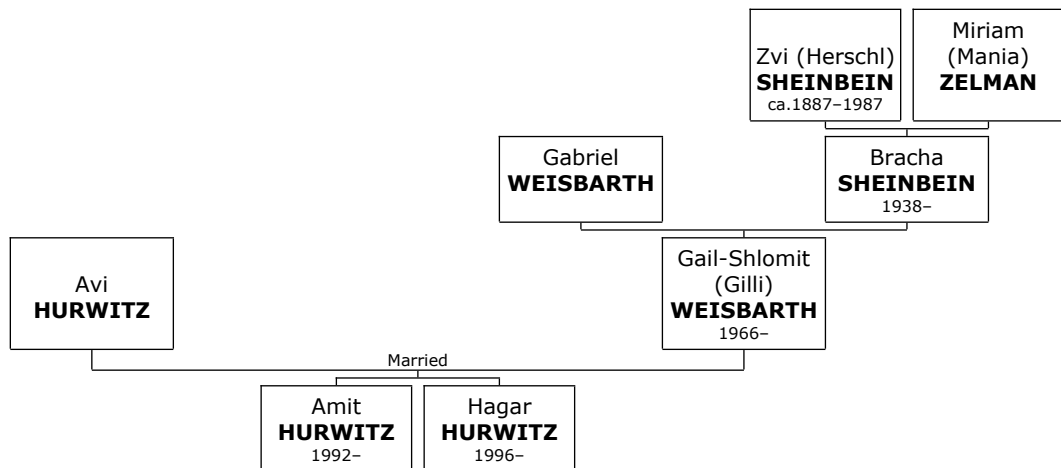 Zvi (Herschl)
SHEINBEIN
ca.1887–1987
Miriam
(Mania)
ZELMAN
Gabriel
WEISBARTH
Bracha
SHEINBEIN
1938–
Avi
HURWITZ
Gail-Shlomit
(Gilli)
WEISBARTH
1966–
Married
Amit
HURWITZ
1992–
Hagar
HURWITZ
1996–